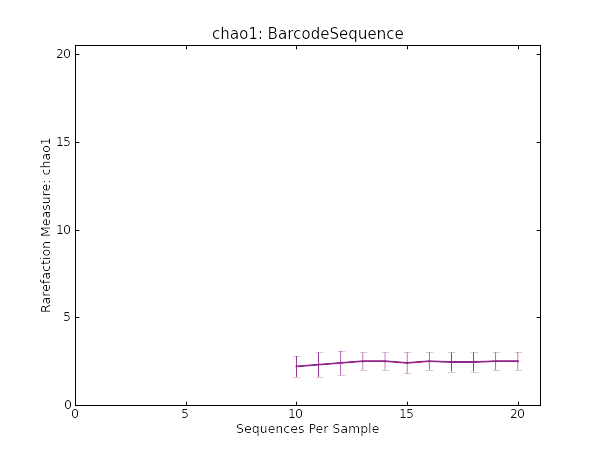 chao1: BarcodeSequence
20
15
10
5
0
Rarefaction Measure: chao1
0 5 10 15 20
Sequences Per Sample